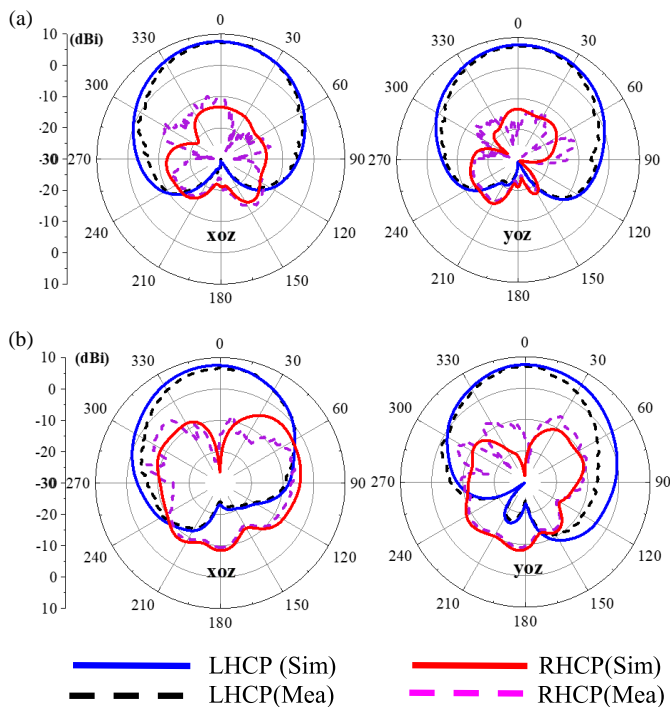 (a)
10 (dBi) 0 0
330 30 330 30
0
300 60 300 60
-10
-20
-30 270 90 270 90
-20
-10
240 120 240 120
0
xoz yoz
10
210 150 210 150
180 180
(b)
10 (dBi) 0 0
330 30 330 30
0
300 60 300 60
-10
-20
-30 270 90 270 90
-20
-10
240 120 240 120
0
xoz yoz
10
210 150 210 150
180 180
LHCP (Sim) RHCP(Sim)
LHCP(Mea) RHCP(Mea)